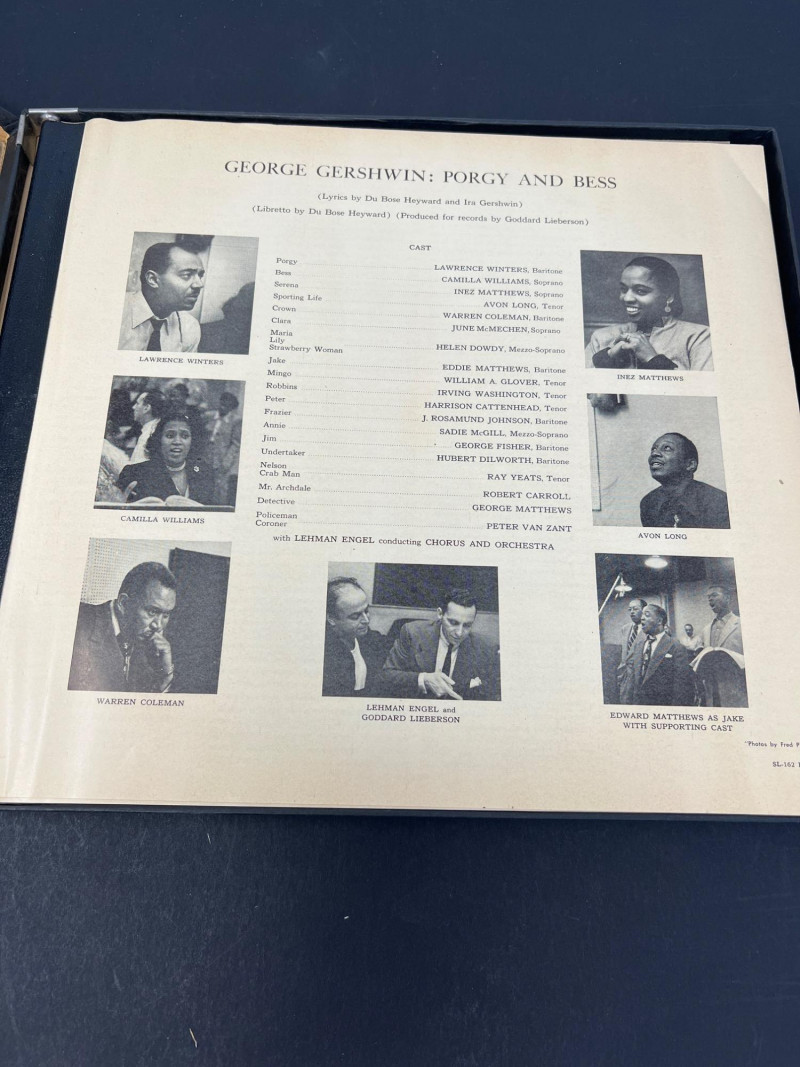 GEORGE GERSHWIN: PORGY AND BESS
(Lyrics by Du Bose Heyward and Ira Gershwin)
(Libretto by Du Bose Heyward) (Produced for records by Goddard Lieberson)
CAST
Porgy LAWRENCE WINTERS, Baritone
Bess CAMILLA WILLIAMS, Soprano
Serena INEZ MATTHEWS, Soprano
Sporting Life AVON LONG, Tenor
Crown WARREN COLEMAN, Baritone
Clara JUNE McMECHEN, Soprano
Maria
Lily
Strawberry Woman HELEN DOWDY, Mezzo-Soprano
Jake EDDIE MATTHEWS, Baritone
Mingo WILLIAM A. GLOVER, Tenor
Robbins IRVING WASHINGTON, Tenor
Peter HARRISON CATTENHEAD, Tenor
Frazier J. ROSAMUND JOHNSON, Baritone
Annie SADIE McGILL, Mezzo-Soprano
Jim GEORGE FISHER, Baritone
Undertaker HUBERT DILWORTH, Baritone
Nelson
Crab Man RAY YEATS, Tenor
Mr. Archdale ROBERT CARROLL
Detective GEORGE MATTHEWS
Policeman
Coroner PETER VAN ZANT
with LEHMAN ENGEL conducting CHORUS AND ORCHESTRA
LAWRENCE WINTERS
INEZ MATTHEWS
CAMILLA WILLIAMS
AVON LONG
WARREN COLEMAN
LEHMAN ENGEL and
GODDARD LIEBERSON
EDWARD MATTHEWS AS JAKE
WITH SUPPORTING CAST
"Photos by Fred
SL-162